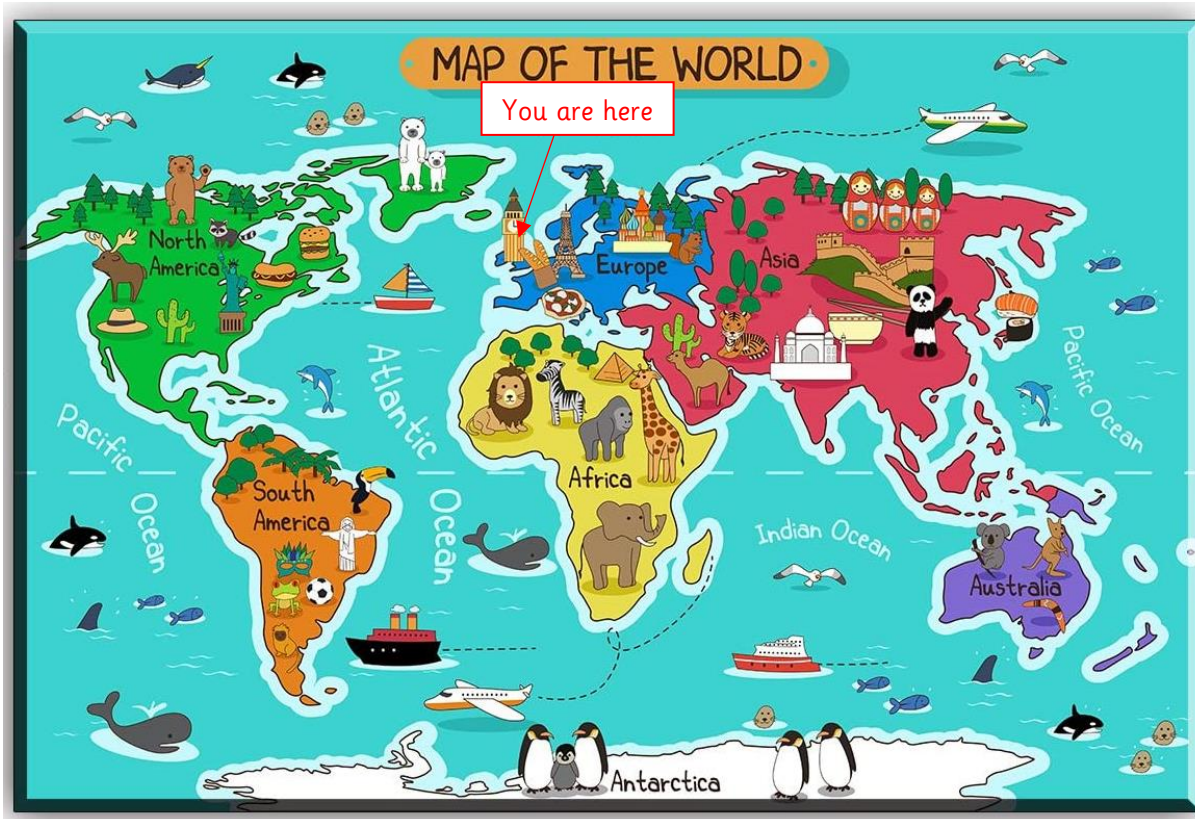 MAP OF THE WORLD
You are here
North
America
Europe
Asia
Atlantic
Ocean
Pacific
Ocean
Pacific Ocean
South
America
Africa
Indian Ocean
Australia
Antarctica